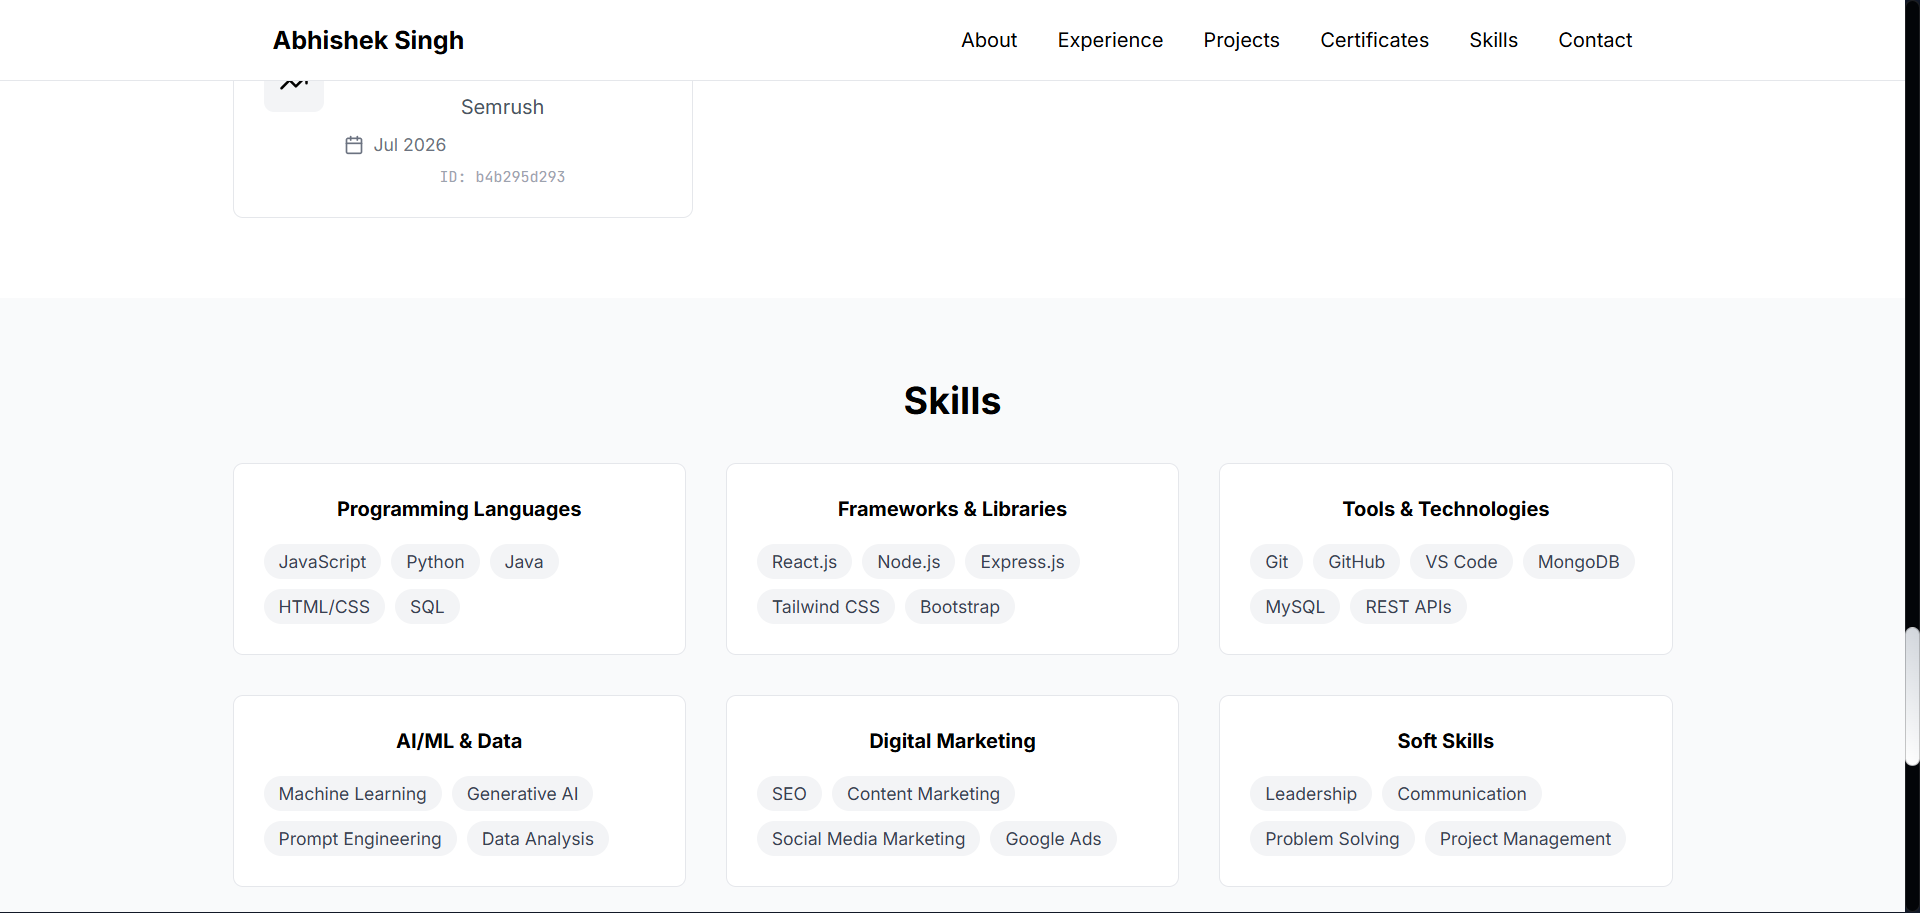 Abhishek Singh
About Experience Projects Certificates Skills Contact
Semrush
Jul 2026
ID: b4b295d293
Skills
Programming Languages
JavaScript Python Java
HTML/CSS SQL
Frameworks & Libraries
React.js Node.js Express.js
Tailwind CSS Bootstrap
Tools & Technologies
Git GitHub VS Code MongoDB
MySQL REST APIs
AI/ML & Data
Machine Learning Generative AI
Prompt Engineering Data Analysis
Digital Marketing
SEO Content Marketing
Social Media Marketing Google Ads
Soft Skills
Leadership Communication
Problem Solving Project Management